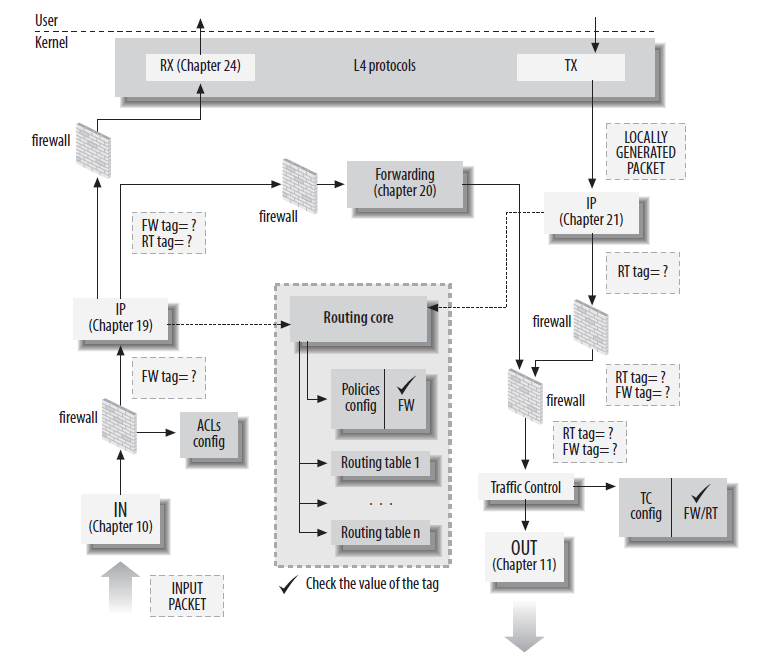 User
Kernel
RX (Chapter 24)
L4 protocols
TX
firewall
LOCALLY
GENERATED
PACKET
Forwarding
(chapter 20)
firewall
IP
(Chapter 21)
FW tag= ?
RT tag= ?
RT tag= ?
IP
(Chapter 19)
Routing core
firewall
FW tag= ?
Policies
config
FW
RT tag= ?
FW tag= ?
firewall
firewall
ACLs
config
RT tag= ?
FW tag= ?
Routing table 1
. . .
Routing table n
Traffic Control
TC
config
FW/RT
IN
(Chapter 10)
OUT
(Chapter 11)
INPUT
PACKET
Check the value of the tag